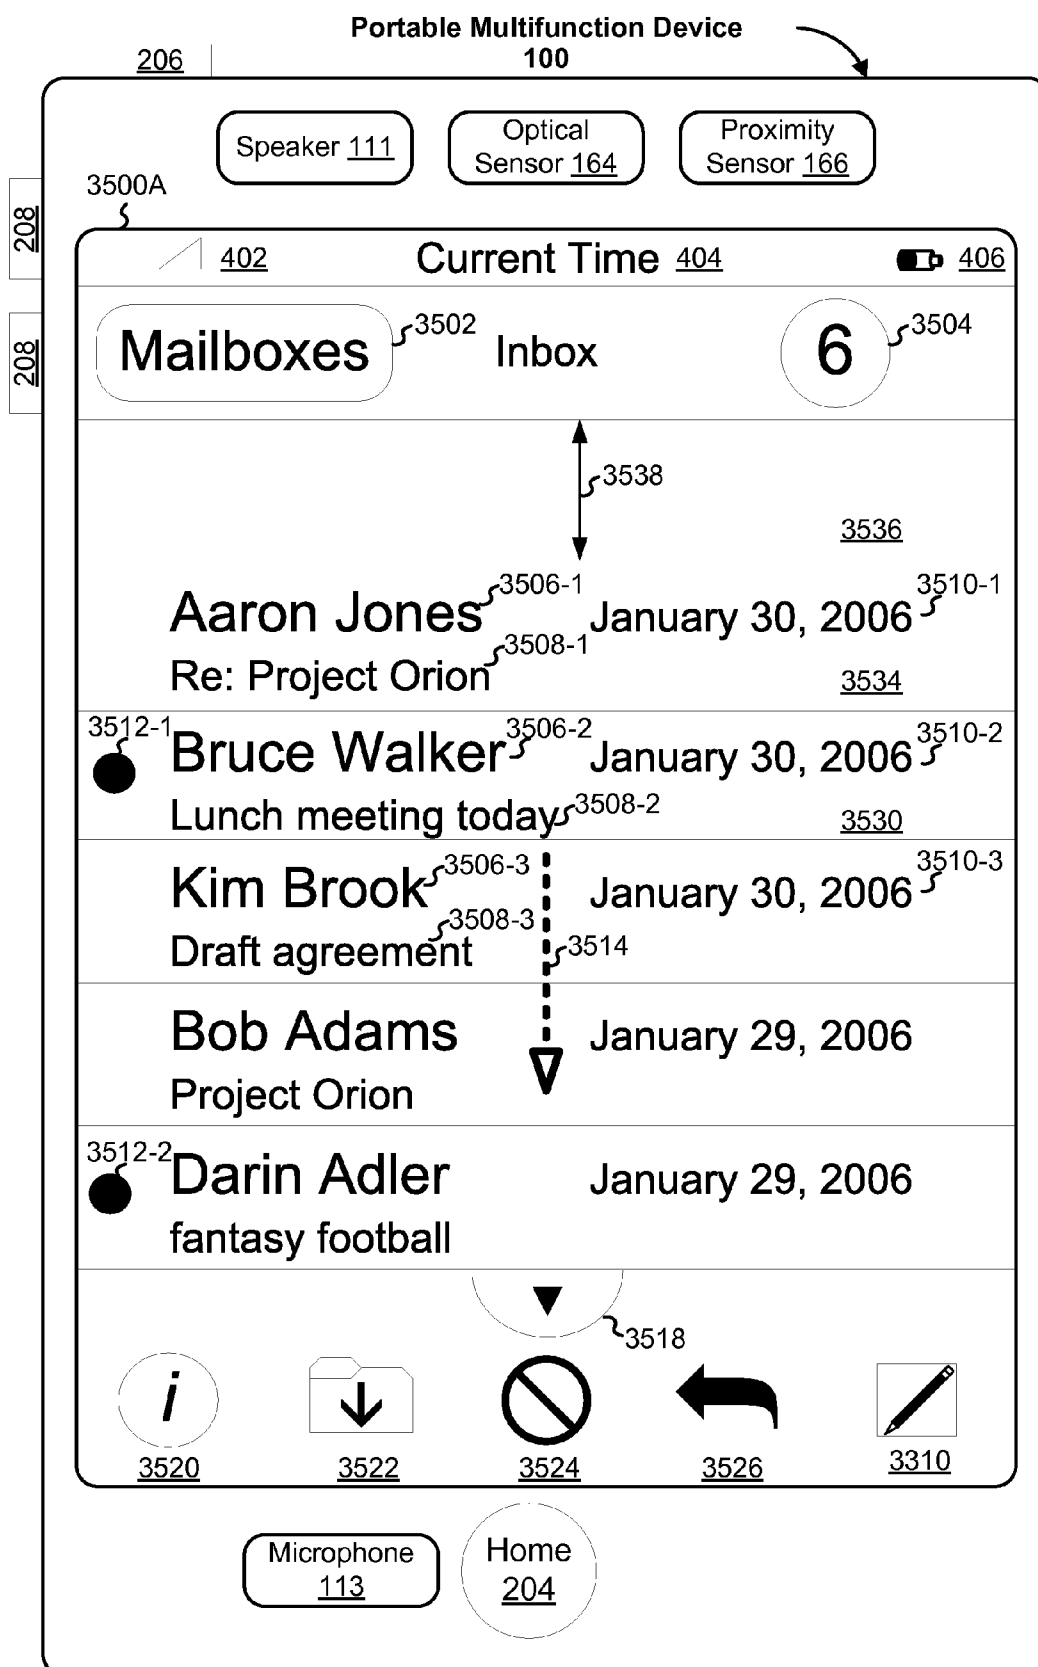 Portable Multifunction Device
100
206
Speaker 111
Optical
Sensor 164
Proximity
Sensor 166
3500A
208
208
402
Current Time 404
406
Mailboxes
3502
Inbox
6
3504
3538
3536
Aaron Jones
3506-1
January 30, 2006
3510-1
Re: Project Orion
3508-1
3534
3512-1
Bruce Walker
3506-2
January 30, 2006
3510-2
Lunch meeting today
3508-2
3530
Kim Brook
3506-3
January 30, 2006
3510-3
Draft agreement
3508-3
3514
Bob Adams
January 29, 2006
Project Orion
3512-2
Darin Adler
January 29, 2006
fantasy football
3518
i
3520
3522
3524
3526
3310
Microphone
113
Home
204